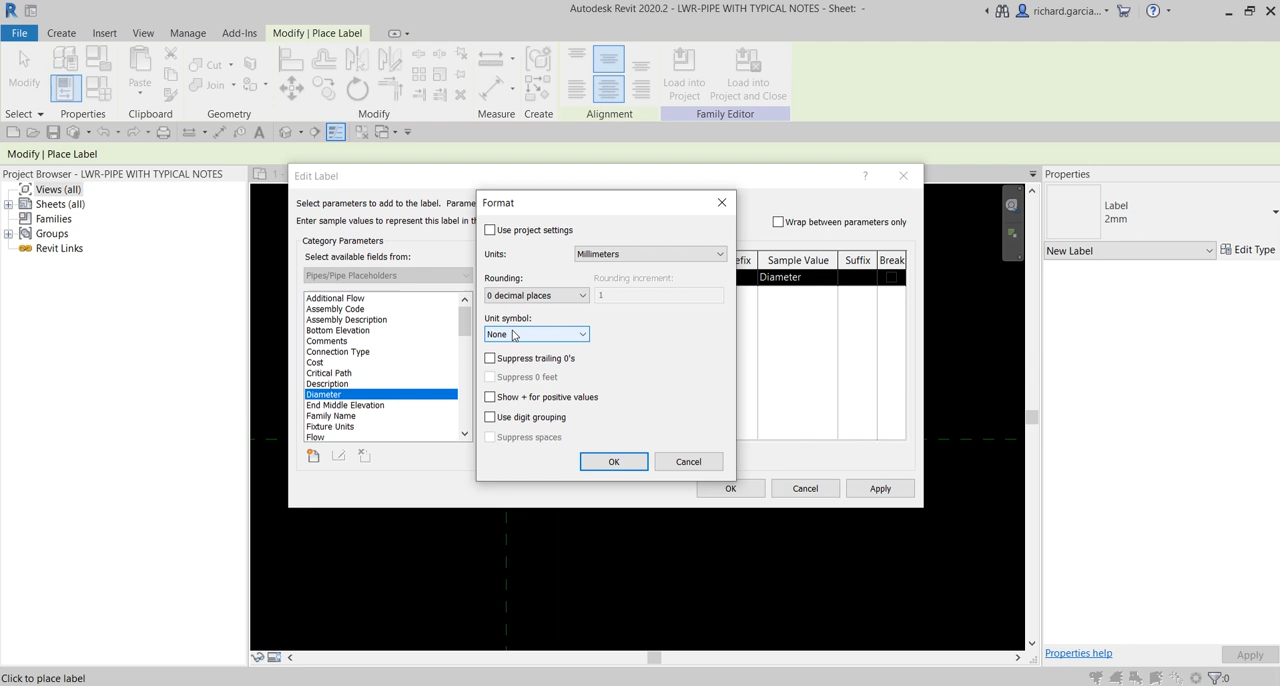 Autodesk Revit 2020.2 - LWR-PIPE WITH TYPICAL NOTES - Sheet: -
richard.garcia...
File Create Insert View Manage Add-Ins Modify | Place Label
Modify
Paste
Cut
Join
Load into Project
Load into Project and Close
Select Properties Clipboard Geometry Modify Measure Create Alignment Family Editor
Modify | Place Label
Project Browser - LWR-PIPE WITH TYPICAL NOTES
Views (all)
Sheets (all)
Families
Groups
Revit Links
1
Edit Label
Select parameters to add to the label. Parame
Enter sample values to represent this label in th
Wrap between parameters only
Category Parameters
Select available fields from:
Pipes/Pipe Placeholders
Additional Flow
Assembly Code
Assembly Description
Bottom Elevation
Comments
Connection Type
Cost
Critical Path
Description
Diameter
End Middle Elevation
Family Name
Fixture Units
Flow
efix Sample Value Suffix Break
Diameter
OK Cancel Apply
Format
Use project settings
Units: Millimeters
Rounding: Rounding increment:
0 decimal places 1
Unit symbol:
None
Suppress trailing 0's
Suppress 0 feet
Show + for positive values
Use digit grouping
Suppress spaces
OK Cancel
Properties
Label
2mm
New Label Edit Type
Properties help Apply
Click to place label
:0